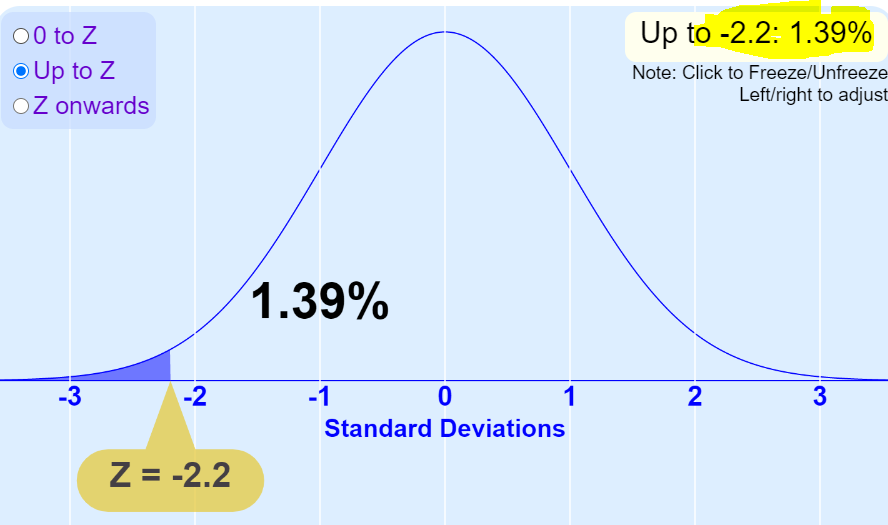 0 to Z
Up to Z
Z onwards
Up to -2.2: 1.39%
Note: Click to Freeze/Unfreeze
Left/right to adjust
1.39%
-3 -2 -1 0 1 2 3
Standard Deviations
Z = -2.2